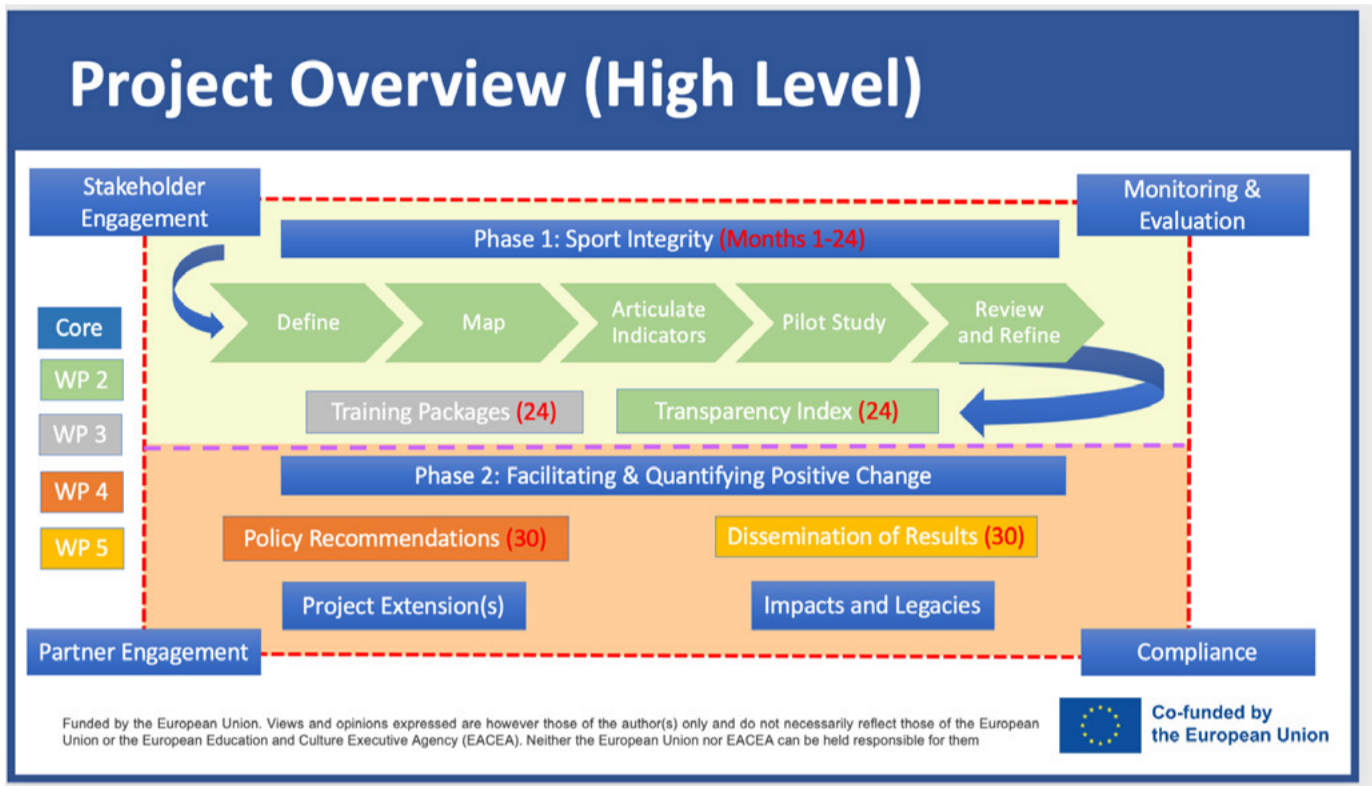 Project Overview (High Level)
Stakeholder
Engagement
Monitoring &
Evaluation
Phase 1: Sport Integrity (Months 1-24)
Define
Map
Articulate
Indicators
Pilot Study
Review
and Refine
Core
WP 2
WP 3
WP 4
WP 5
Training Packages (24)
Transparency Index (24)
Phase 2: Facilitating & Quantifying Positive Change
Policy Recommendations (30)
Dissemination of Results (30)
Project Extension(s)
Impacts and Legacies
Partner Engagement
Compliance
Funded by the European Union. Views and opinions expressed are however those of the author(s) only and do not necessarily reflect those of the European
Union or the European Education and Culture Executive Agency (EACEA). Neither the European Union nor EACEA can be held responsible for them
Co-funded by
the European Union